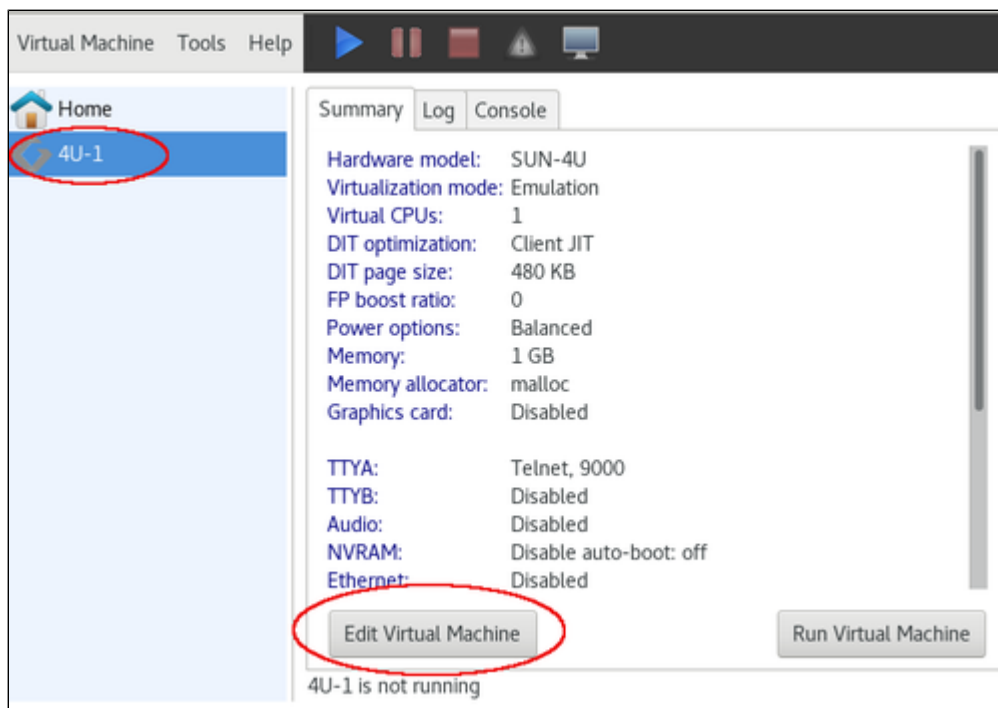 Virtual Machine Tools Help
Home
4U-1
Summary Log Console
Hardware model: SUN-4U
Virtualization mode: Emulation
Virtual CPUs: 1
DIT optimization: Client JIT
DIT page size: 480 KB
FP boost ratio: 0
Power options: Balanced
Memory: 1 GB
Memory allocator: malloc
Graphics card: Disabled
TTYA: Telnet, 9000
TTYB: Disabled
Audio: Disabled
NVRAM: Disable auto-boot: off
Ethernet: Disabled
Edit Virtual Machine Run Virtual Machine
4U-1 is not running